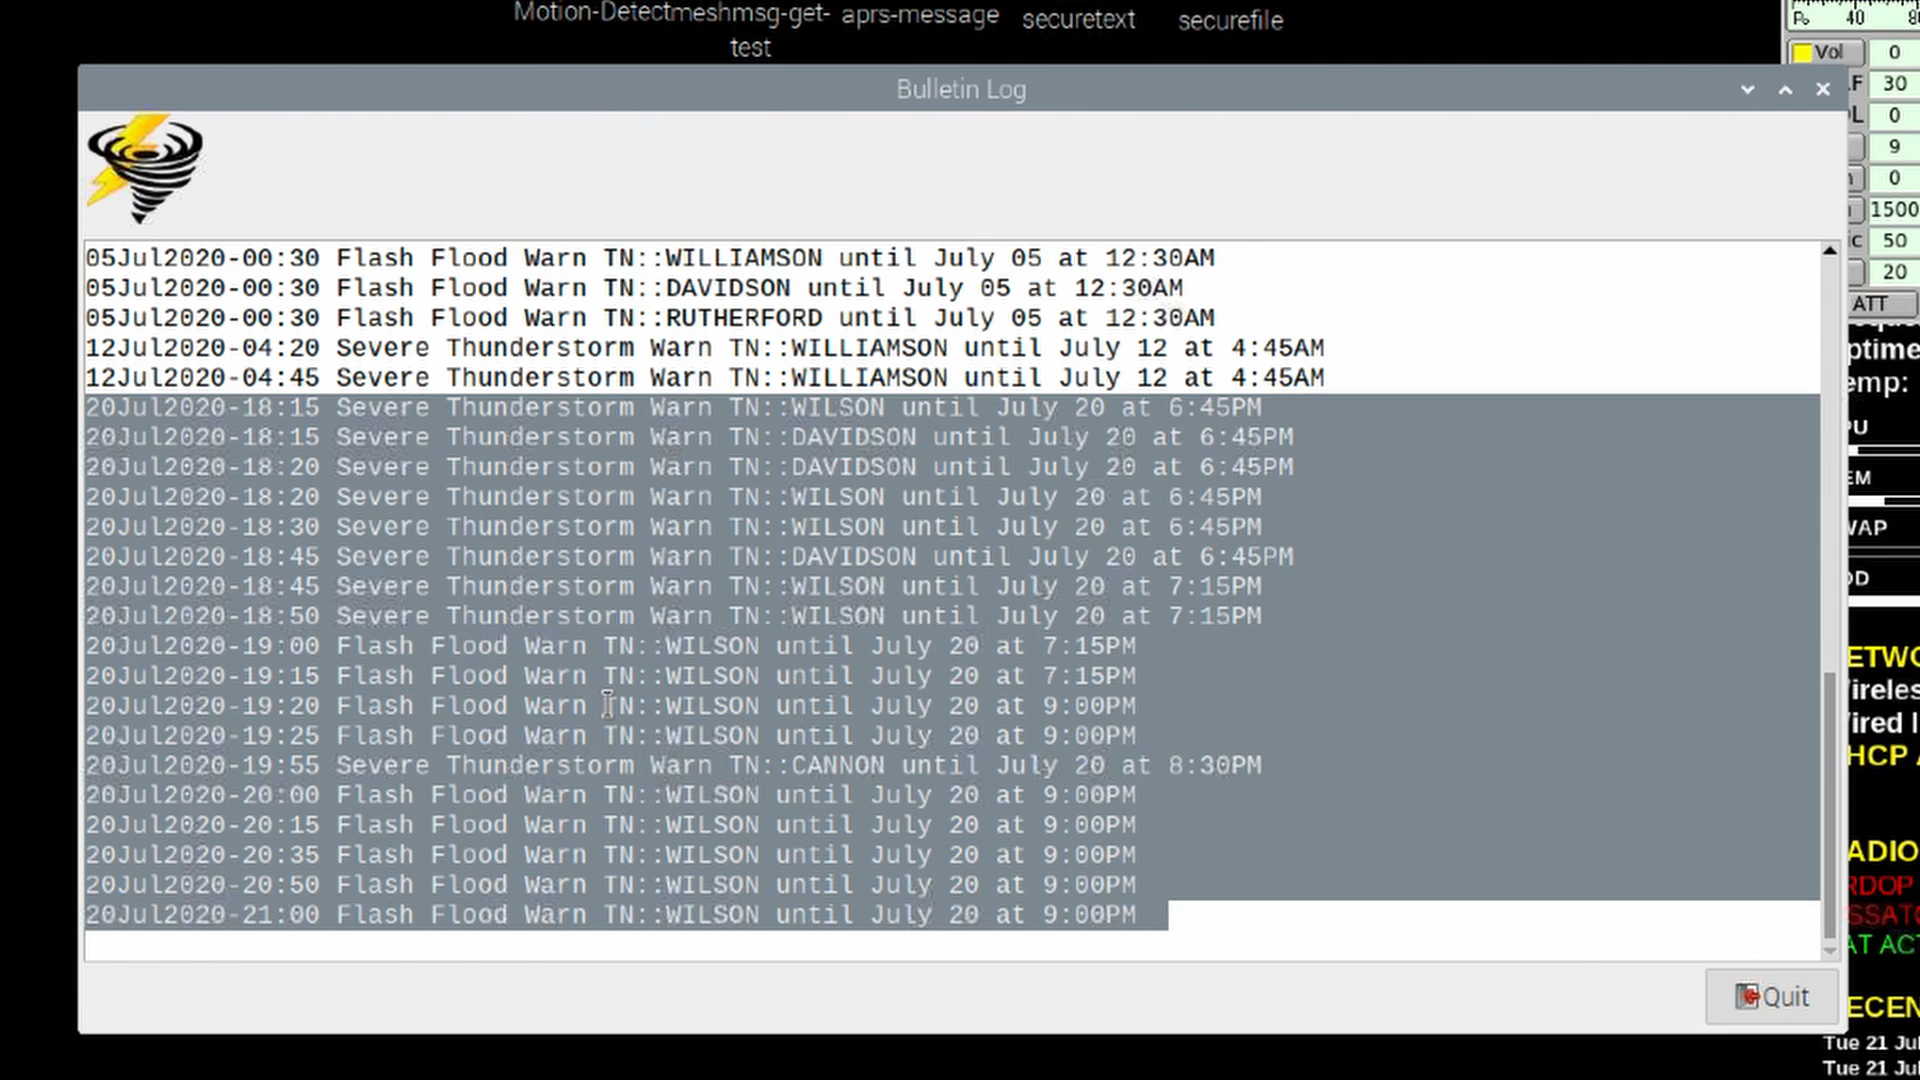 Motion-Detect meshmsg-get-test aprs-message securetext securefile
Bulletin Log
05Jul2020-00:30 Flash Flood Warn TN::WILLIAMSON until July 05 at 12:30AM
05Jul2020-00:30 Flash Flood Warn TN::DAVIDSON until July 05 at 12:30AM
05Jul2020-00:30 Flash Flood Warn TN::RUTHERFORD until July 05 at 12:30AM
12Jul2020-04:20 Severe Thunderstorm Warn TN::WILLIAMSON until July 12 at 4:45AM
12Jul2020-04:45 Severe Thunderstorm Warn TN::WILLIAMSON until July 12 at 4:45AM
20Jul2020-18:15 Severe Thunderstorm Warn TN::WILSON until July 20 at 6:45PM
20Jul2020-18:15 Severe Thunderstorm Warn TN::DAVIDSON until July 20 at 6:45PM
20Jul2020-18:20 Severe Thunderstorm Warn TN::DAVIDSON until July 20 at 6:45PM
20Jul2020-18:20 Severe Thunderstorm Warn TN::WILSON until July 20 at 6:45PM
20Jul2020-18:30 Severe Thunderstorm Warn TN::WILSON until July 20 at 6:45PM
20Jul2020-18:45 Severe Thunderstorm Warn TN::DAVIDSON until July 20 at 6:45PM
20Jul2020-18:45 Severe Thunderstorm Warn TN::WILSON until July 20 at 7:15PM
20Jul2020-18:50 Severe Thunderstorm Warn TN::WILSON until July 20 at 7:15PM
20Jul2020-19:00 Flash Flood Warn TN::WILSON until July 20 at 7:15PM
20Jul2020-19:15 Flash Flood Warn TN::WILSON until July 20 at 7:15PM
20Jul2020-19:20 Flash Flood Warn TN::WILSON until July 20 at 9:00PM
20Jul2020-19:25 Flash Flood Warn TN::WILSON until July 20 at 9:00PM
20Jul2020-19:55 Severe Thunderstorm Warn TN::CANNON until July 20 at 8:30PM
20Jul2020-20:00 Flash Flood Warn TN::WILSON until July 20 at 9:00PM
20Jul2020-20:15 Flash Flood Warn TN::WILSON until July 20 at 9:00PM
20Jul2020-20:35 Flash Flood Warn TN::WILSON until July 20 at 9:00PM
20Jul2020-20:50 Flash Flood Warn TN::WILSON until July 20 at 9:00PM
20Jul2020-21:00 Flash Flood Warn TN::WILSON until July 20 at 9:00PM
Quit
Po 40
Vol 0
30
0
9
0
1500
50
20
ATT
Tue 21
Tue 21